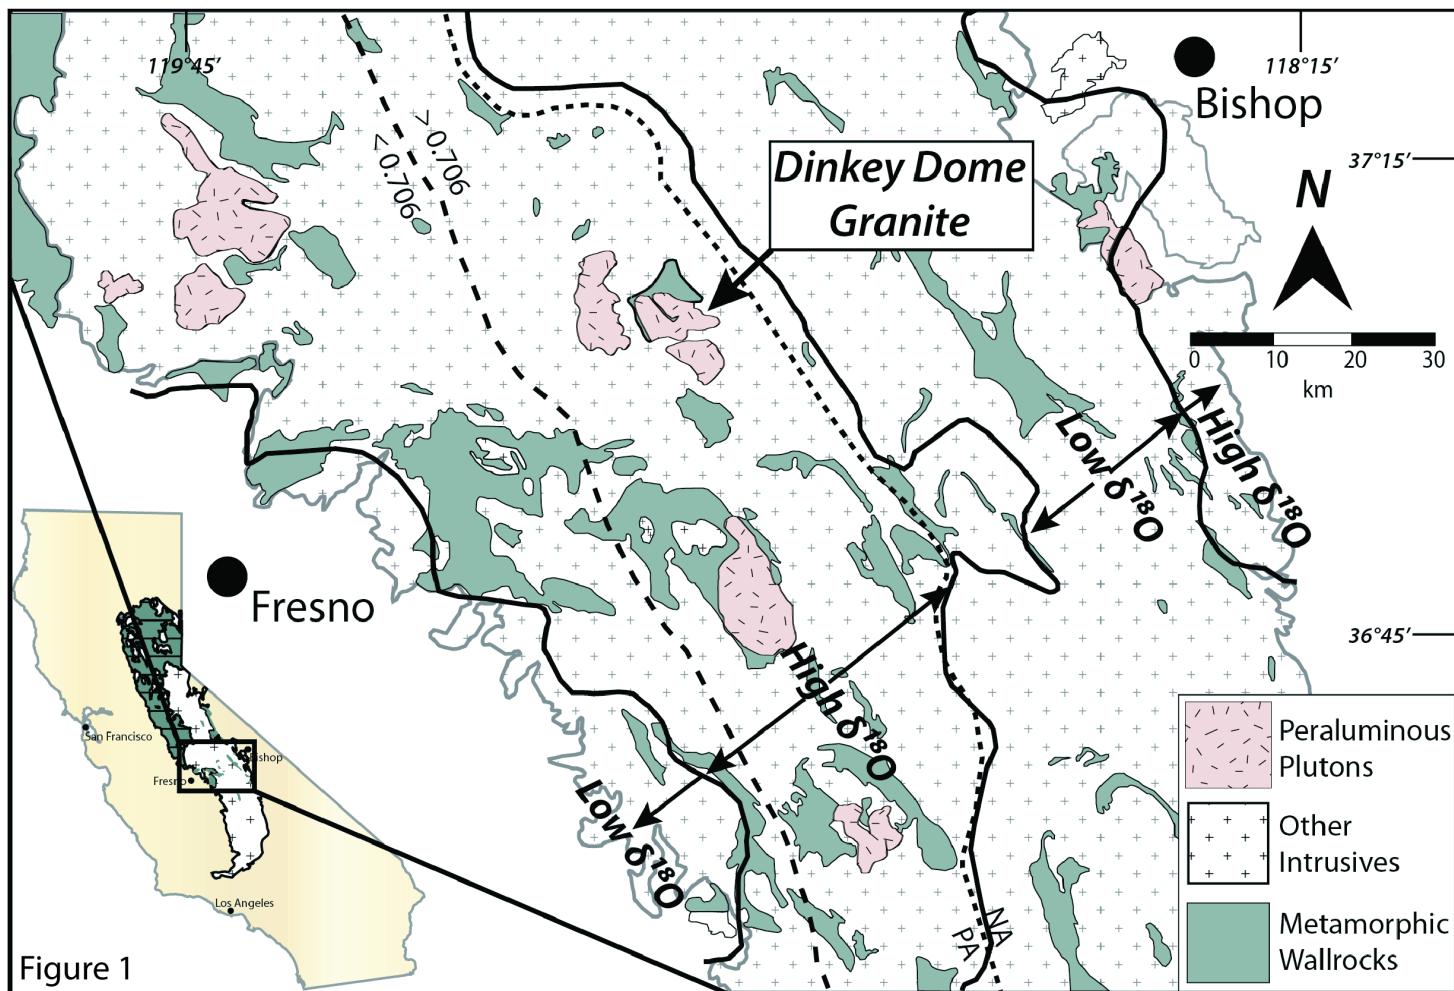 119°45′
118°15′
Bishop
37°15′
> 0.706
< 0.706
Dinkey Dome
Granite
N
0 10 20 30
km
Low δ¹⁸O
High δ¹⁸O
Fresno
36°45′
High δ¹⁸O
Low δ¹⁸O
San Francisco
Bishop
Fresno
Los Angeles
NA
PA
Peraluminous
Plutons
Other
Intrusives
Metamorphic
Wallrocks
Figure 1